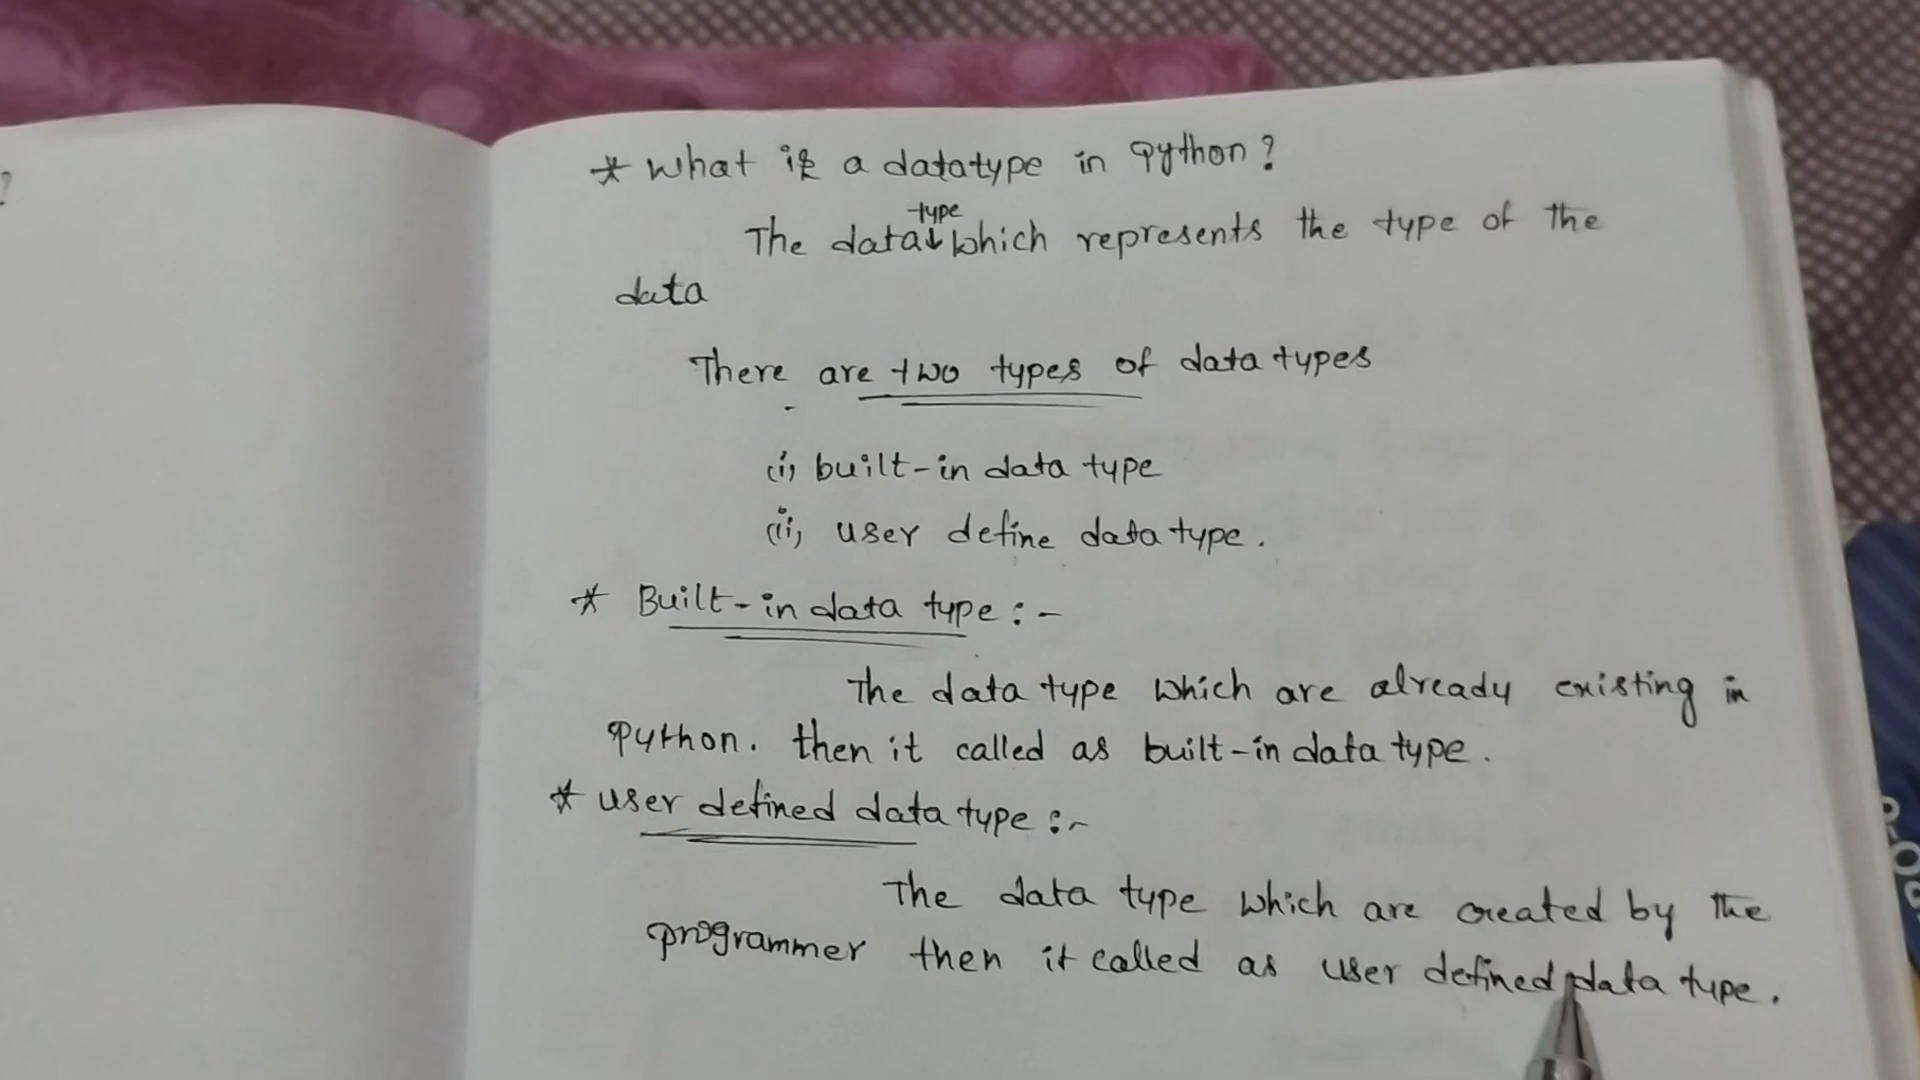 ?
* What is a datatype in Python?
type
The data↓which represents the type of the
data
There are two types of data types
(i) built-in data type
(ii) user define data type.
* Built-in data type :-
The data type which are already existing in
Python. then it called as built-in data type.
* user defined data type :-
The data type which are created by the
programmer then it called as user defined data type.